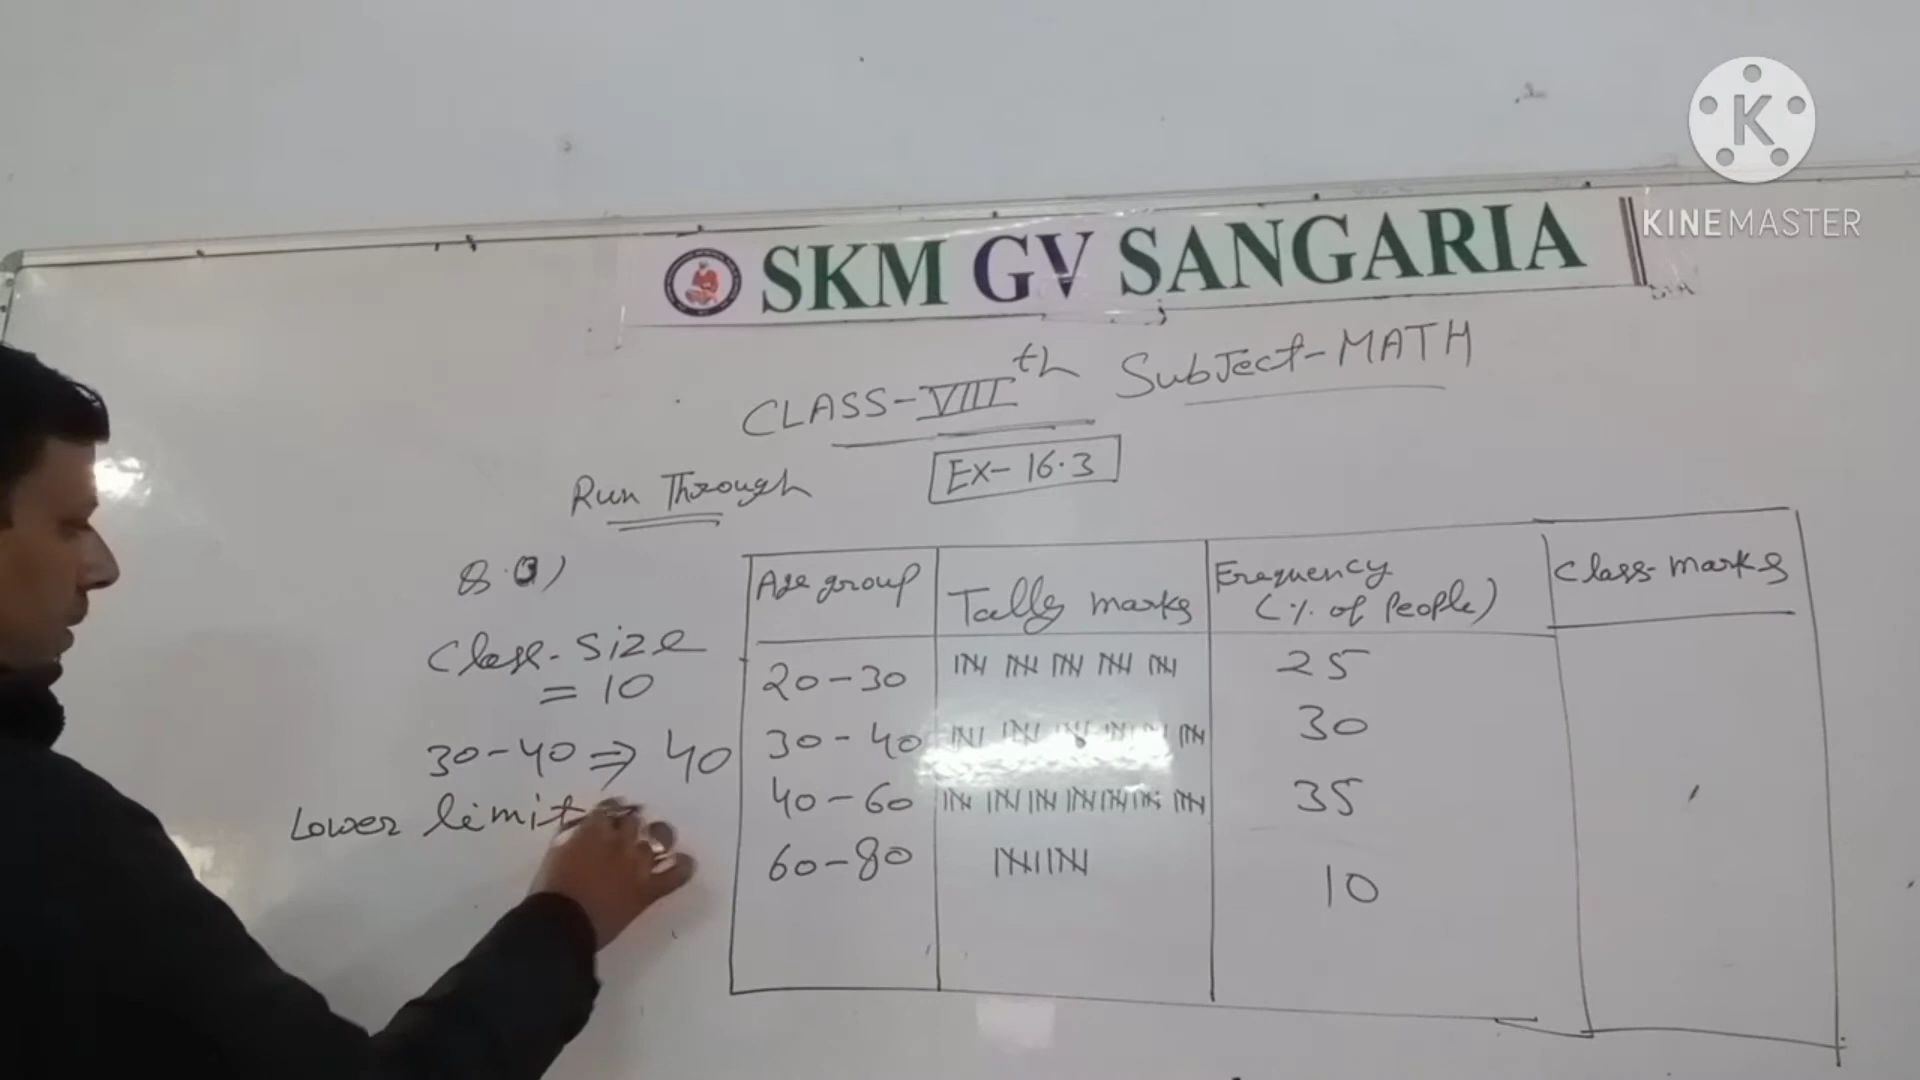 KINEMASTER
SKM GV SANGARIA
CLASS-VIIIth Subject-MATH
Run Through
EX-16.3
Class-size
= 10
30-40 ⇒ 40
Lower limit
Age group Tally marks Frequency (% of People) Class-marks
20-30 25
30-40 30
40-60 35
60-80 10